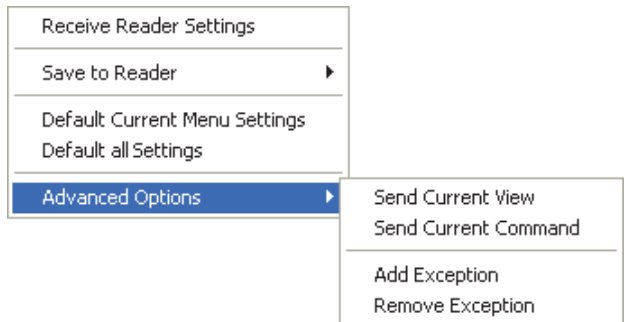 Receive Reader Settings
Save to Reader
Default Current Menu Settings
Default all Settings
Advanced Options
Send Current View
Send Current Command
Add Exception
Remove Exception